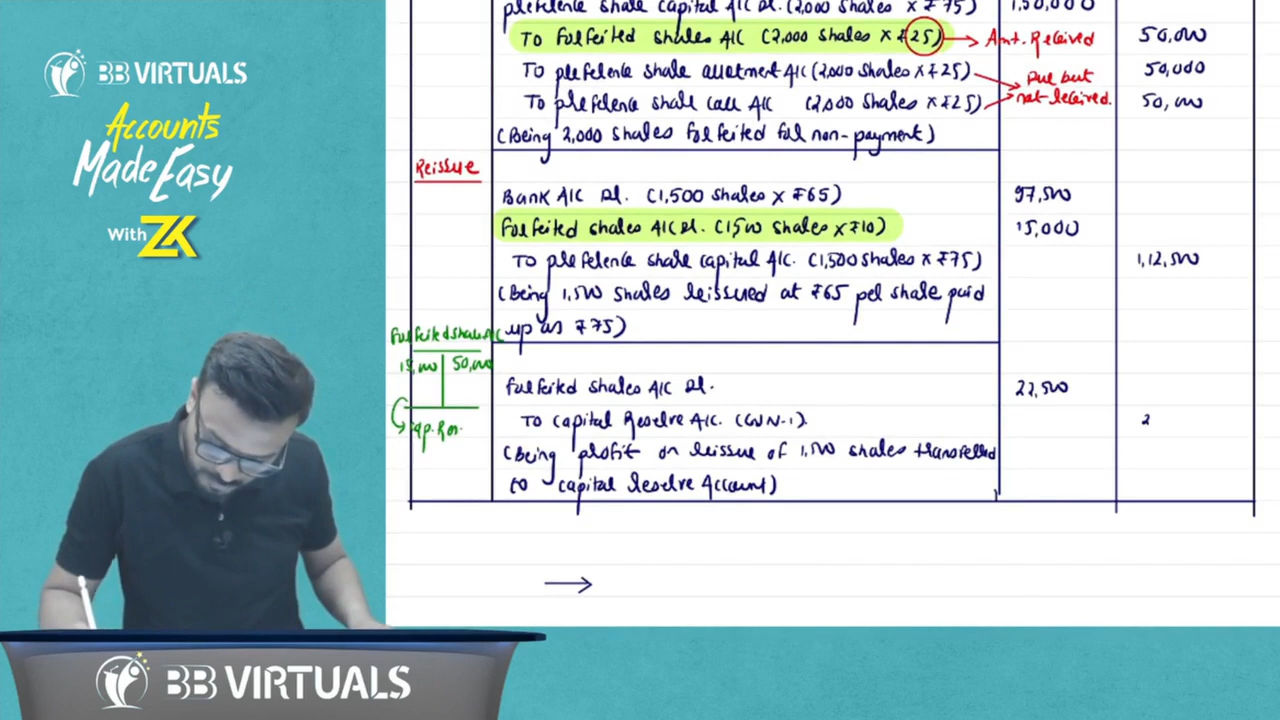 BB VIRTUALS
Accounts
Made Easy
With ZK
preference share capital A/C Dr. (2,000 shares x ₹75) 1,50,000
To Forfeited shares A/C (2,000 shares x ₹25) → Amt. Received 50,000
To preference share allotment A/C (2,000 shares x ₹25) 50,000
Due but
To preference share call A/C (2,000 shares x ₹25) not received. 50,000
(Being 2,000 shares forfeited for non-payment)
Reissue
Bank A/C Dr. (1,500 shares x ₹65) 97,500
Forfeited shares A/C Dr. (1500 shares x ₹10) 15,000
To preference share capital A/C. (1,500 shares x ₹75) 1,12,500
(Being 1,500 shares reissued at ₹65 per share paid
up as ₹75)
Forfeited share A/C
15,000 50,000
Cap. Res.
Forfeited shares A/C Dr. 22,500
To capital Reserve A/C. (WN-1). 2
(Being profit on reissue of 1,500 shares transferred
to capital reserve Account)
→
BB VIRTUALS